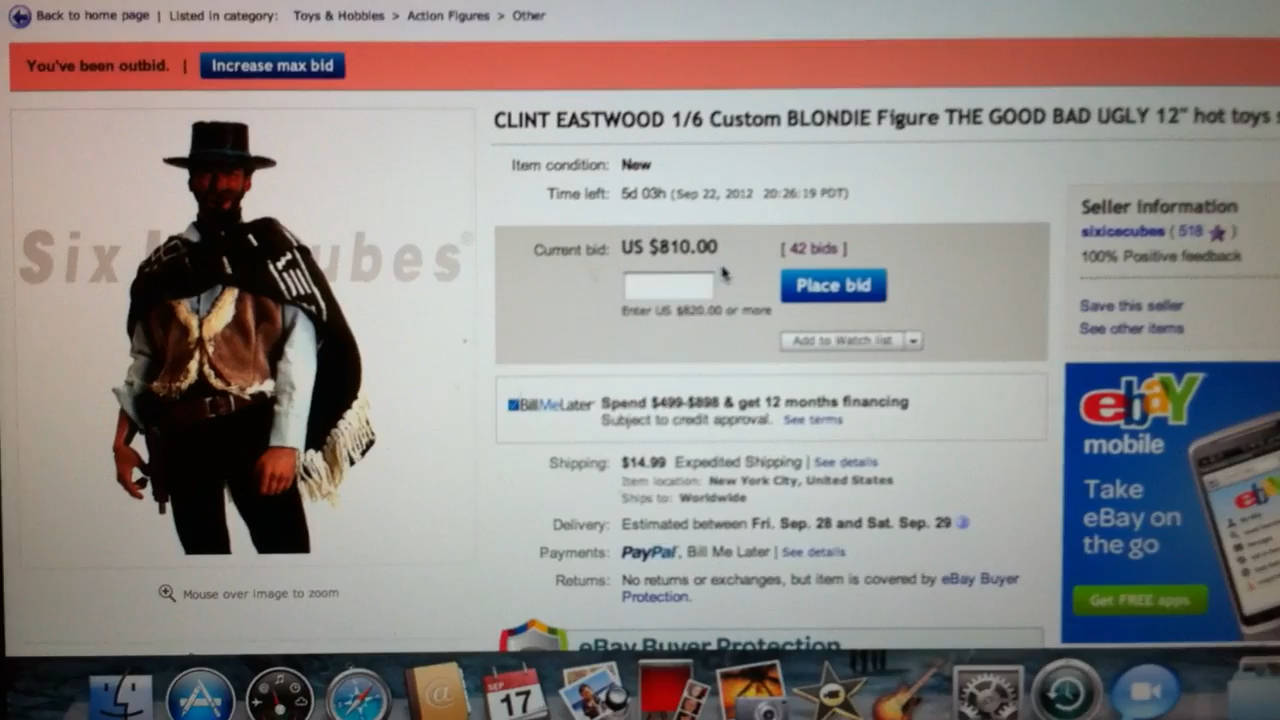 Back to home page | Listed in category: Toys & Hobbies > Action Figures > Other
You've been outbid. | Increase max bid
CLINT EASTWOOD 1/6 Custom BLONDIE Figure THE GOOD BAD UGLY 12" hot toys
Item condition: New
Time left: 5d 03h (Sep 22, 2012 20:26:19 PDT)
Current bid: US $810.00 [ 42 bids ]
Place bid
Enter US $820.00 or more
Add to Watch list
BillMeLater Spend $499-$898 & get 12 months financing
Subject to credit approval. See terms
Shipping: $14.99 Expedited Shipping | See details
Item location: New York City, United States
Ships to: Worldwide
Delivery: Estimated between Fri. Sep. 28 and Sat. Sep. 29
Payments: PayPal, Bill Me Later | See details
Returns: No returns or exchanges, but item is covered by eBay Buyer
Protection.
eBay Buyer Protection
Seller information
sixicecubes ( 518 )
100% Positive feedback
Save this seller
See other items
ebay
mobile
Take
eBay on
the go
Get FREE apps
Six ubes
Mouse over image to zoom
SEP
17